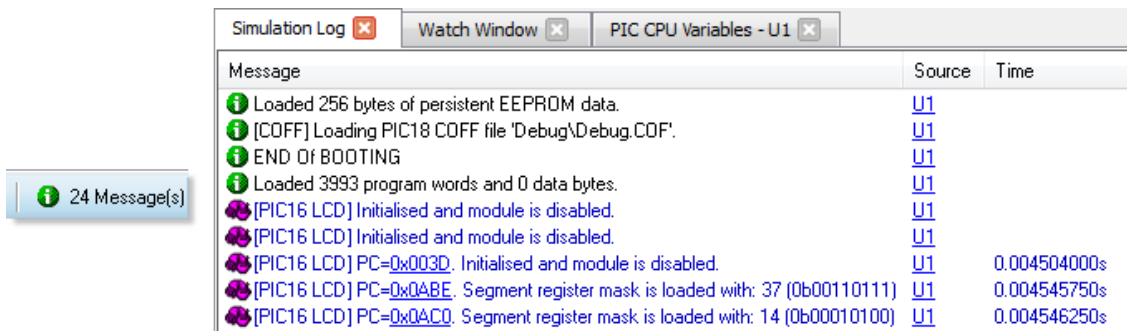 Simulation Log Watch Window PIC CPU Variables - U1
Message Source Time
Loaded 256 bytes of persistent EEPROM data. U1
[COFF] Loading PIC18 COFF file 'Debug\Debug.COF'. U1
END Of BOOTING U1
Loaded 3993 program words and 0 data bytes. U1
24 Message(s)
[PIC16 LCD] Initialised and module is disabled. U1
[PIC16 LCD] Initialised and module is disabled. U1
[PIC16 LCD] PC=0x003D. Initialised and module is disabled. U1 0.004504000s
[PIC16 LCD] PC=0x0ABE. Segment register mask is loaded with: 37 (0b00110111) U1 0.004545750s
[PIC16 LCD] PC=0x0AC0. Segment register mask is loaded with: 14 (0b00010100) U1 0.004546250s